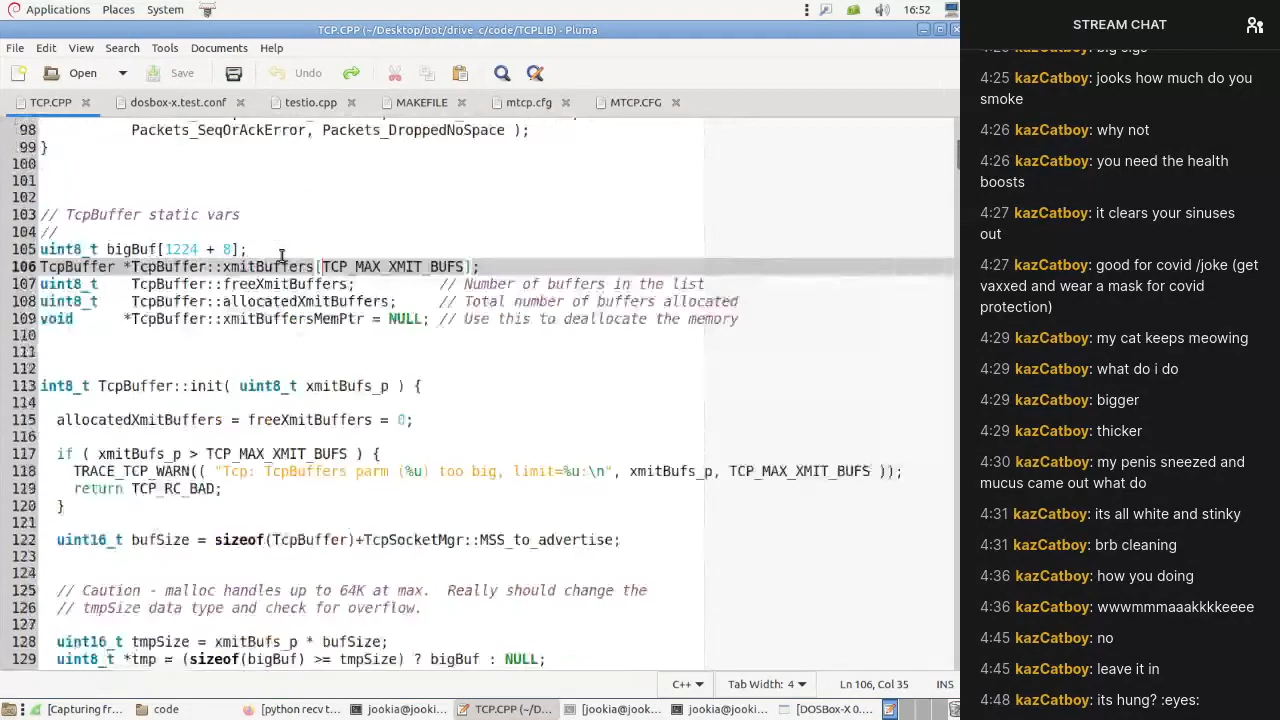 Applications Places System 16:52
TCP.CPP (~/Desktop/bot/drive_c/code/TCPLIB) - Pluma
File Edit View Search Tools Documents Help
Open Save Undo
TCP.CPP dosbox-x.test.conf testio.cpp MAKEFILE mtcp.cfg MTCP.CFG
98 Packets_SeqOrAckError, Packets_DroppedNoSpace );
99 }
100
101
102
103 // TcpBuffer static vars
104 //
105 uint8_t bigBuf[1224 + 8];
106 TcpBuffer *TcpBuffer::xmitBuffers[TCP_MAX_XMIT_BUFS];
107 uint8_t TcpBuffer::freeXmitBuffers; // Number of buffers in the list
108 uint8_t TcpBuffer::allocatedXmitBuffers; // Total number of buffers allocated
109 void *TcpBuffer::xmitBuffersMemPtr = NULL; // Use this to deallocate the memory
110
111
112
113 int8_t TcpBuffer::init( uint8_t xmitBufs_p ) {
114
115 allocatedXmitBuffers = freeXmitBuffers = 0;
116
117 if ( xmitBufs_p > TCP_MAX_XMIT_BUFS ) {
118 TRACE_TCP_WARN(( "Tcp: TcpBuffers parm (%u) too big, limit=%u:\n", xmitBufs_p, TCP_MAX_XMIT_BUFS ));
119 return TCP_RC_BAD;
120 }
121
122 uint16_t bufSize = sizeof(TcpBuffer)+TcpSocketMgr::MSS_to_advertise;
123
125 // Caution - malloc handles up to 64K at max. Really should change the
126 // tmpSize data type and check for overflow.
127
128 uint16_t tmpSize = xmitBufs_p * bufSize;
129 uint8_t *tmp = (sizeof(bigBuf) >= tmpSize) ? bigBuf : NULL;
C++ Tab Width: 4 Ln 106, Col 35 INS
[Capturing fr... code [python recv t... jookia@jooki... TCP.CPP (~/D... [jookia@jook... jookia@jooki... [DOSBox-X 0....
STREAM CHAT
kazCatboy: big sigs
4:25 kazCatboy: jooks how much do you
smoke
4:26 kazCatboy: why not
4:26 kazCatboy: you need the health
boosts
4:27 kazCatboy: it clears your sinuses
out
4:27 kazCatboy: good for covid /joke (get
vaxxed and wear a mask for covid
protection)
4:29 kazCatboy: my cat keeps meowing
4:29 kazCatboy: what do i do
4:29 kazCatboy: bigger
4:29 kazCatboy: thicker
4:30 kazCatboy: my penis sneezed and
mucus came out what do
4:31 kazCatboy: its all white and stinky
4:31 kazCatboy: brb cleaning
4:36 kazCatboy: how you doing
4:36 kazCatboy: wwwmmmaaakkkkeeee
4:45 kazCatboy: no
4:45 kazCatboy: leave it in
4:48 kazCatboy: its hung? :eyes: